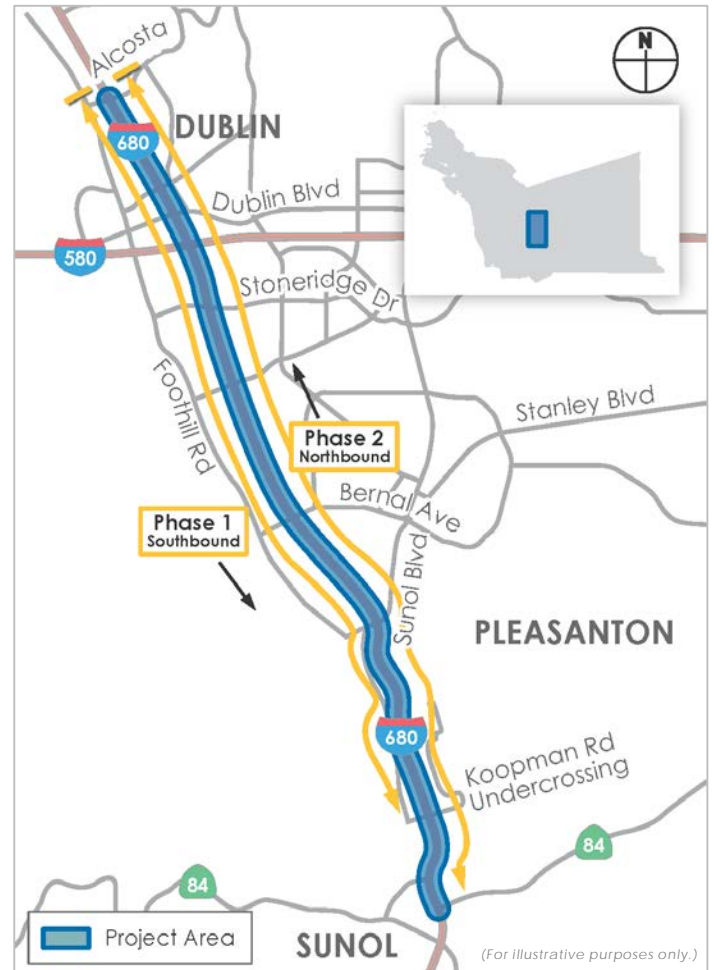 Alcosta
N
DUBLIN
680
Dublin Blvd
580
Stoneridge Dr
Foothill Rd
Stanley Blvd
Phase 2
Northbound
Bernal Ave
Phase 1
Southbound
Sunol Blvd
PLEASANTON
680
Koopman Rd
Undercrossing
84
84
Project Area
SUNOL
(For illustrative purposes only.)